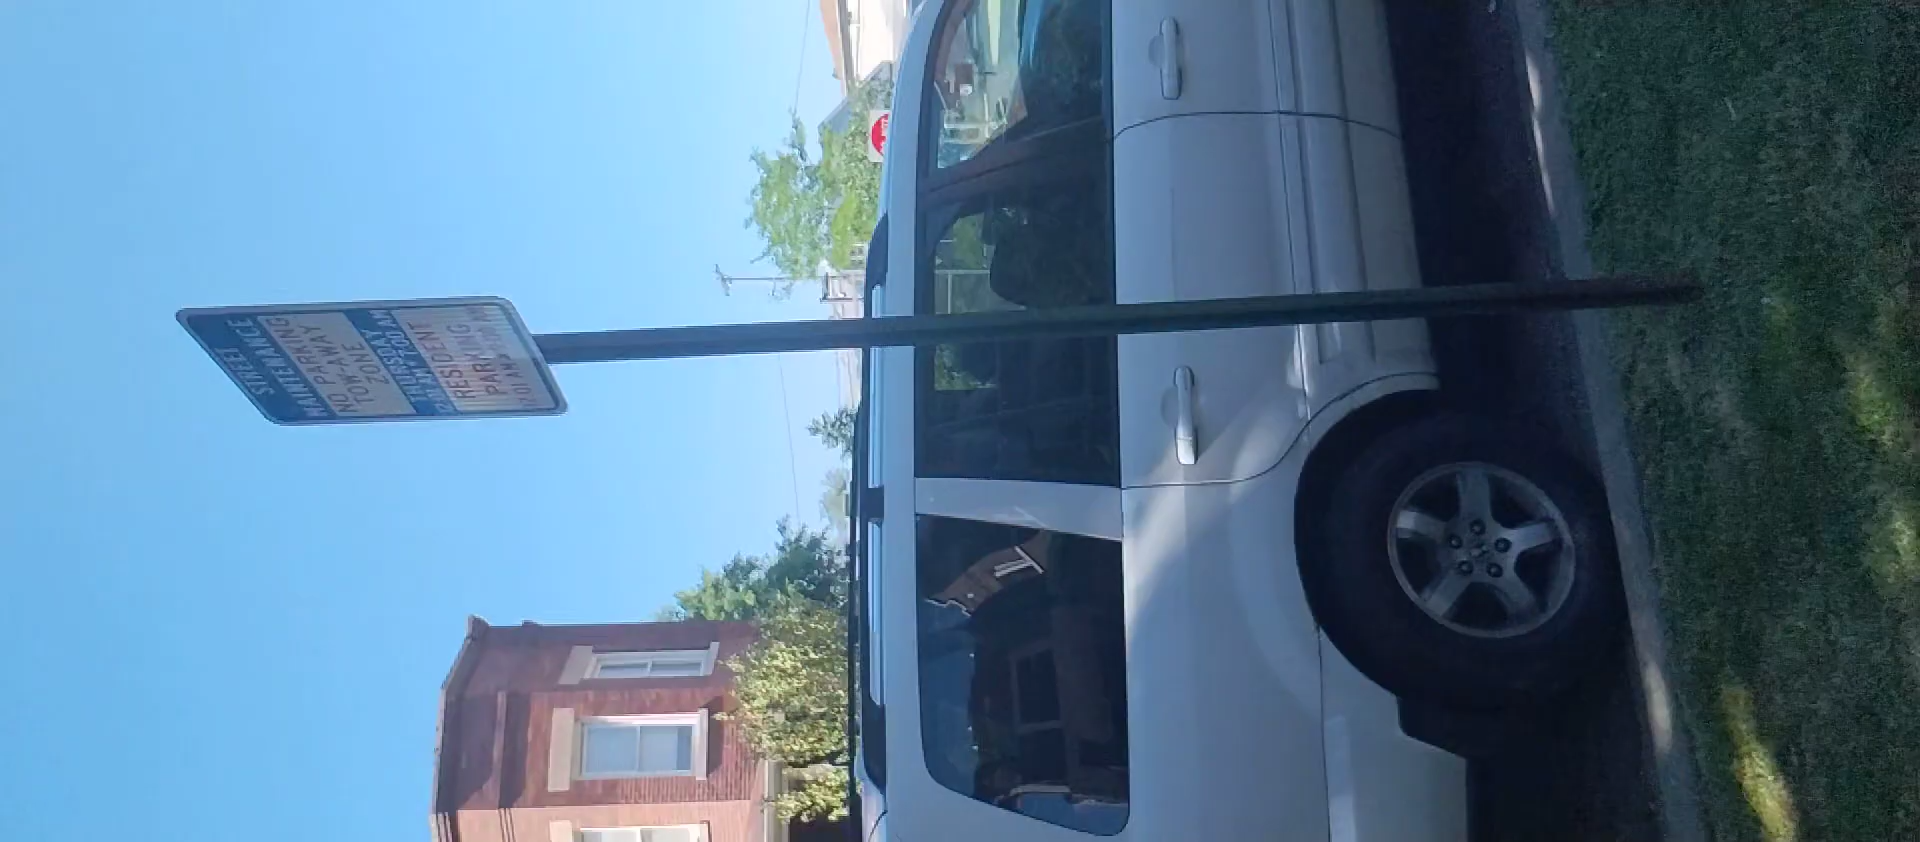 STREET
MAINTENANCE
NO PARKING
TOW-AWAY
ZONE
THURSDAY
RESIDENT
PARKING